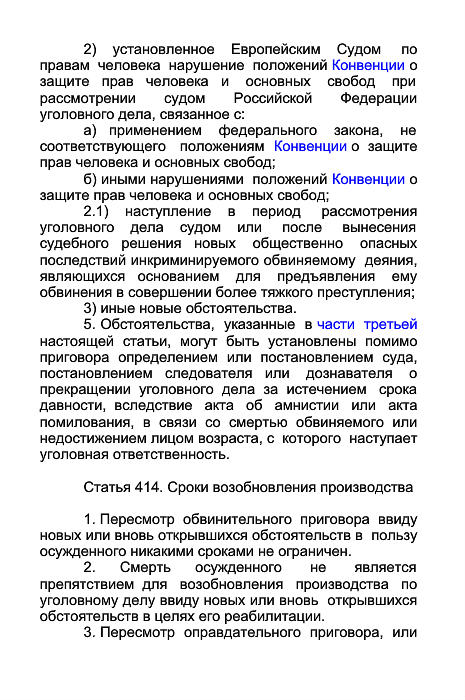 2) установленное Европейским Судом по
правам человека нарушение положений Конвенции о
защите прав человека и основных свобод при
рассмотрении судом Российской Федерации
уголовного дела, связанное с:
а) применением федерального закона, не
соответствующего положениям Конвенции о защите
прав человека и основных свобод;
б) иными нарушениями положений Конвенции о
защите прав человека и основных свобод;
2.1) наступление в период рассмотрения
уголовного дела судом или после вынесения
судебного решения новых общественно опасных
последствий инкриминируемого обвиняемому деяния,
являющихся основанием для предъявления ему
обвинения в совершении более тяжкого преступления;
3) иные новые обстоятельства.
5. Обстоятельства, указанные в части третьей
настоящей статьи, могут быть установлены помимо
приговора определением или постановлением суда,
постановлением следователя или дознавателя о
прекращении уголовного дела за истечением срока
давности, вследствие акта об амнистии или акта
помилования, в связи со смертью обвиняемого или
недостижением лицом возраста, с которого наступает
уголовная ответственность.
Статья 414. Сроки возобновления производства
1. Пересмотр обвинительного приговора ввиду
новых или вновь открывшихся обстоятельств в пользу
осужденного никакими сроками не ограничен.
2. Смерть осужденного не является
препятствием для возобновления производства по
уголовному делу ввиду новых или вновь открывшихся
обстоятельств в целях его реабилитации.
3. Пересмотр оправдательного приговора, или